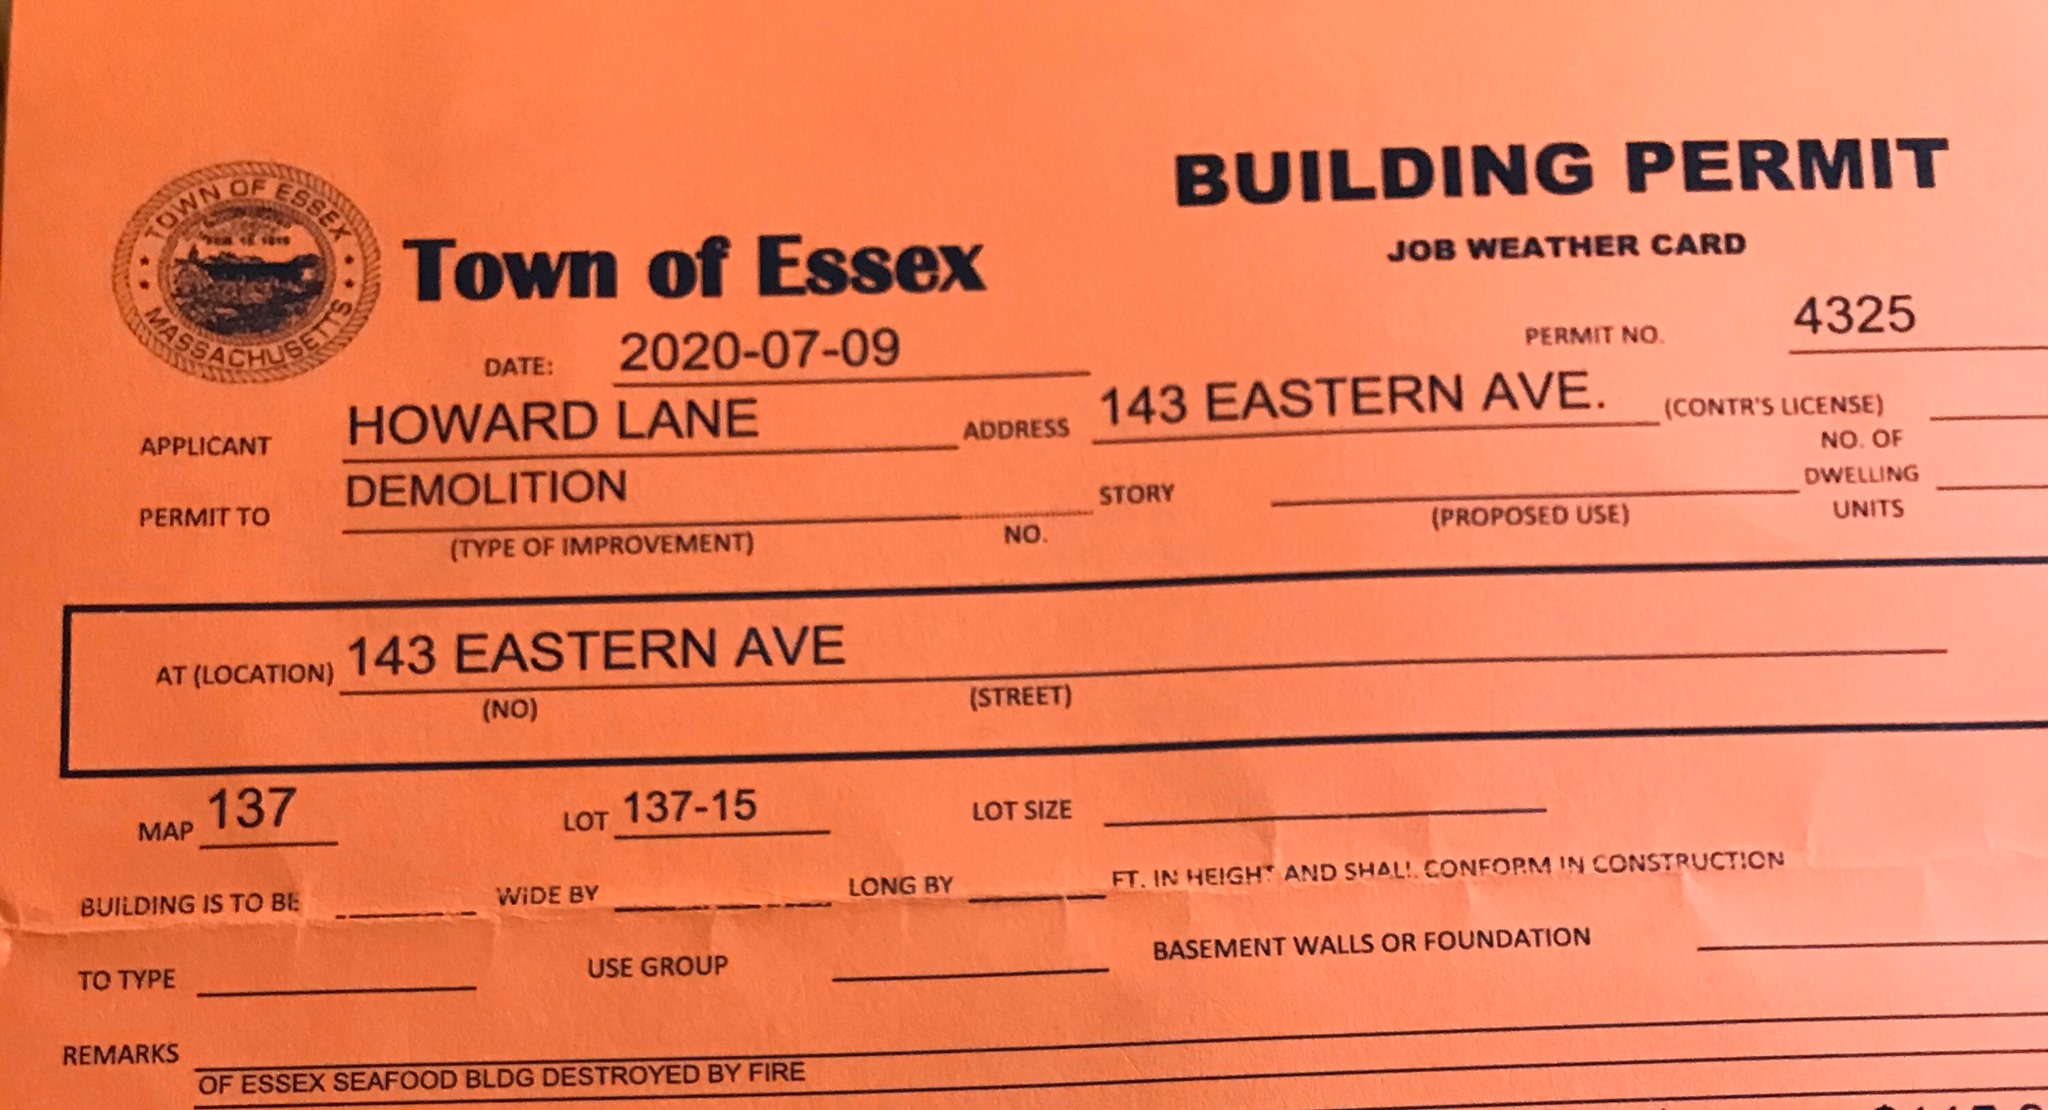 TOWN OF ESSEX
FEB. 15, 1819
MASSACHUSETTS
BUILDING PERMIT
JOB WEATHER CARD
Town of Essex
PERMIT NO. 4325
DATE: 2020-07-09
APPLICANT HOWARD LANE ADDRESS 143 EASTERN AVE. (CONTR'S LICENSE)
PERMIT TO DEMOLITION STORY NO. OF DWELLING UNITS
(TYPE OF IMPROVEMENT) NO. (PROPOSED USE)
AT (LOCATION) 143 EASTERN AVE
(NO) (STREET)
MAP 137 LOT 137-15 LOT SIZE
BUILDING IS TO BE WIDE BY LONG BY FT. IN HEIGHT AND SHALL CONFORM IN CONSTRUCTION
TO TYPE USE GROUP BASEMENT WALLS OR FOUNDATION
REMARKS
OF ESSEX SEAFOOD BLDG DESTROYED BY FIRE